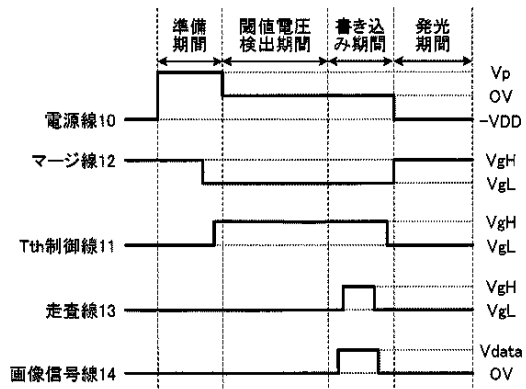 準備期間
閾値電圧検出期間
書き込み期間
発光期間
Vp
0V
-VDD
電源線10
マージ線12
VgH
VgL
Tth制御線11
VgH
VgL
走査線13
VgH
VgL
画像信号線14
Vdata
0V